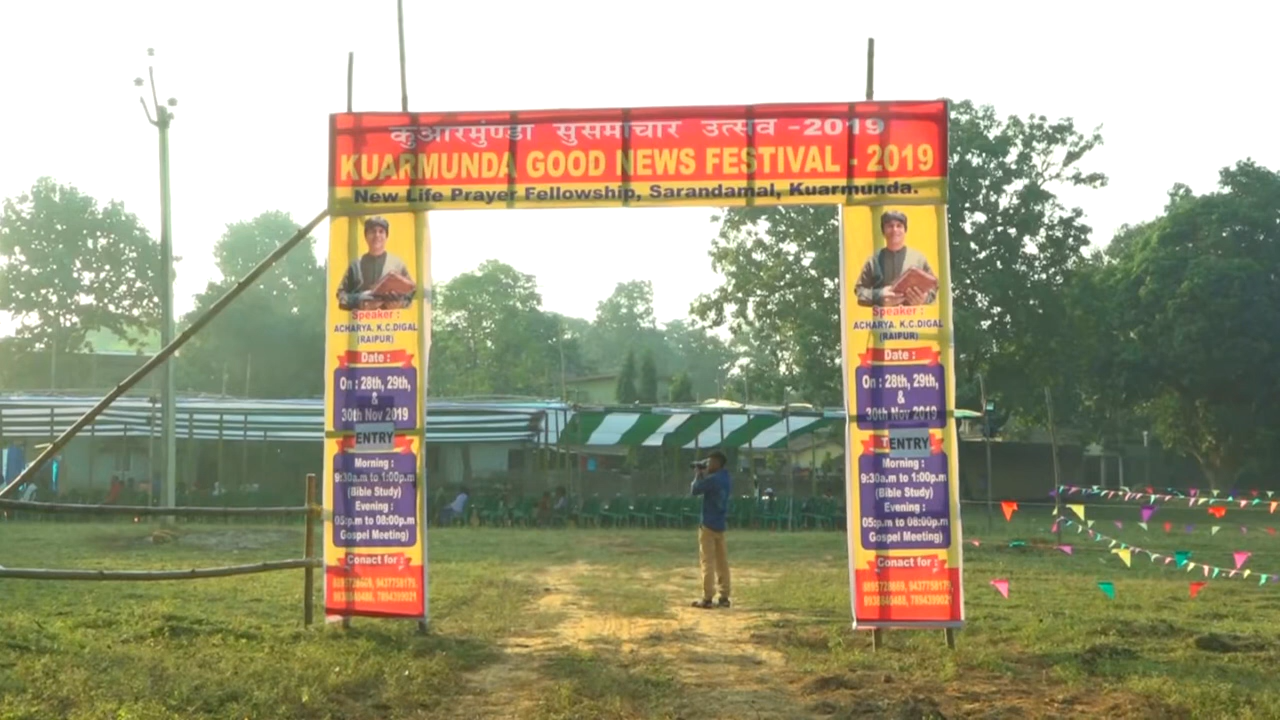 कुआरमुंण्डा सुसमाचार उत्सव -2019
KUARMUNDA GOOD NEWS FESTIVAL - 2019
New Life Prayer Fellowship, Sarandamal, Kuarmunda.
Speaker :
ACHARYA. K.C.DIGAL
(RAIPUR)
Date :
On : 28th, 29th,
&
30th Nov 2019
ENTRY
Morning :
9:30a.m to 1:00p.m
(Bible Study)
Evening :
05:p.m to 08:00p.m
Gospel Meeting)
Conact for :
Speaker :
ACHARYA. K.C.DIGAL
(RAIPUR)
Date :
On : 28th, 29th,
&
30th Nov 2019
ENTRY
Morning :
9:30a.m to 1:00p.m
(Bible Study)
Evening :
05:p.m to 08:00p.m
Gospel Meeting)
Conact for :